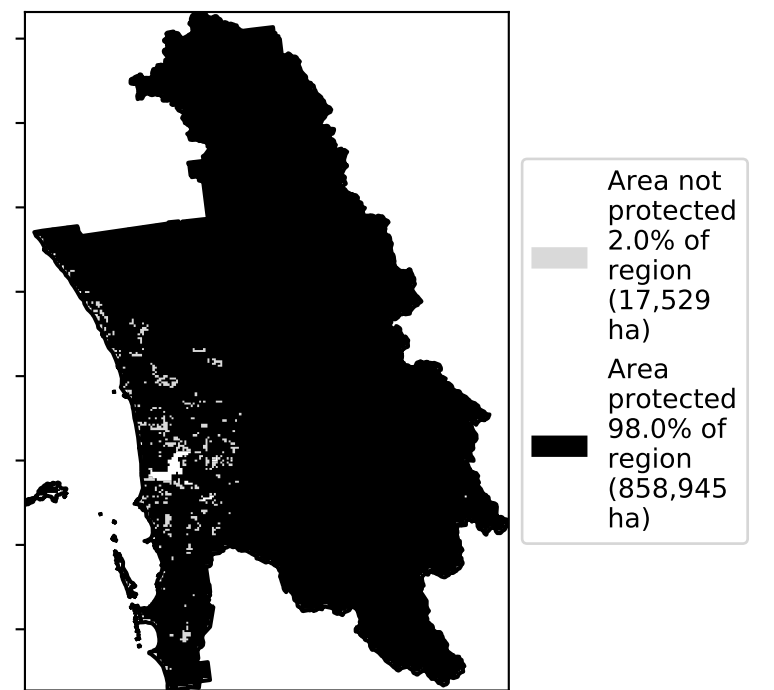 Area not
protected
2.0% of
region
(17,529
ha)
Area
protected
98.0% of
region
(858,945
ha)